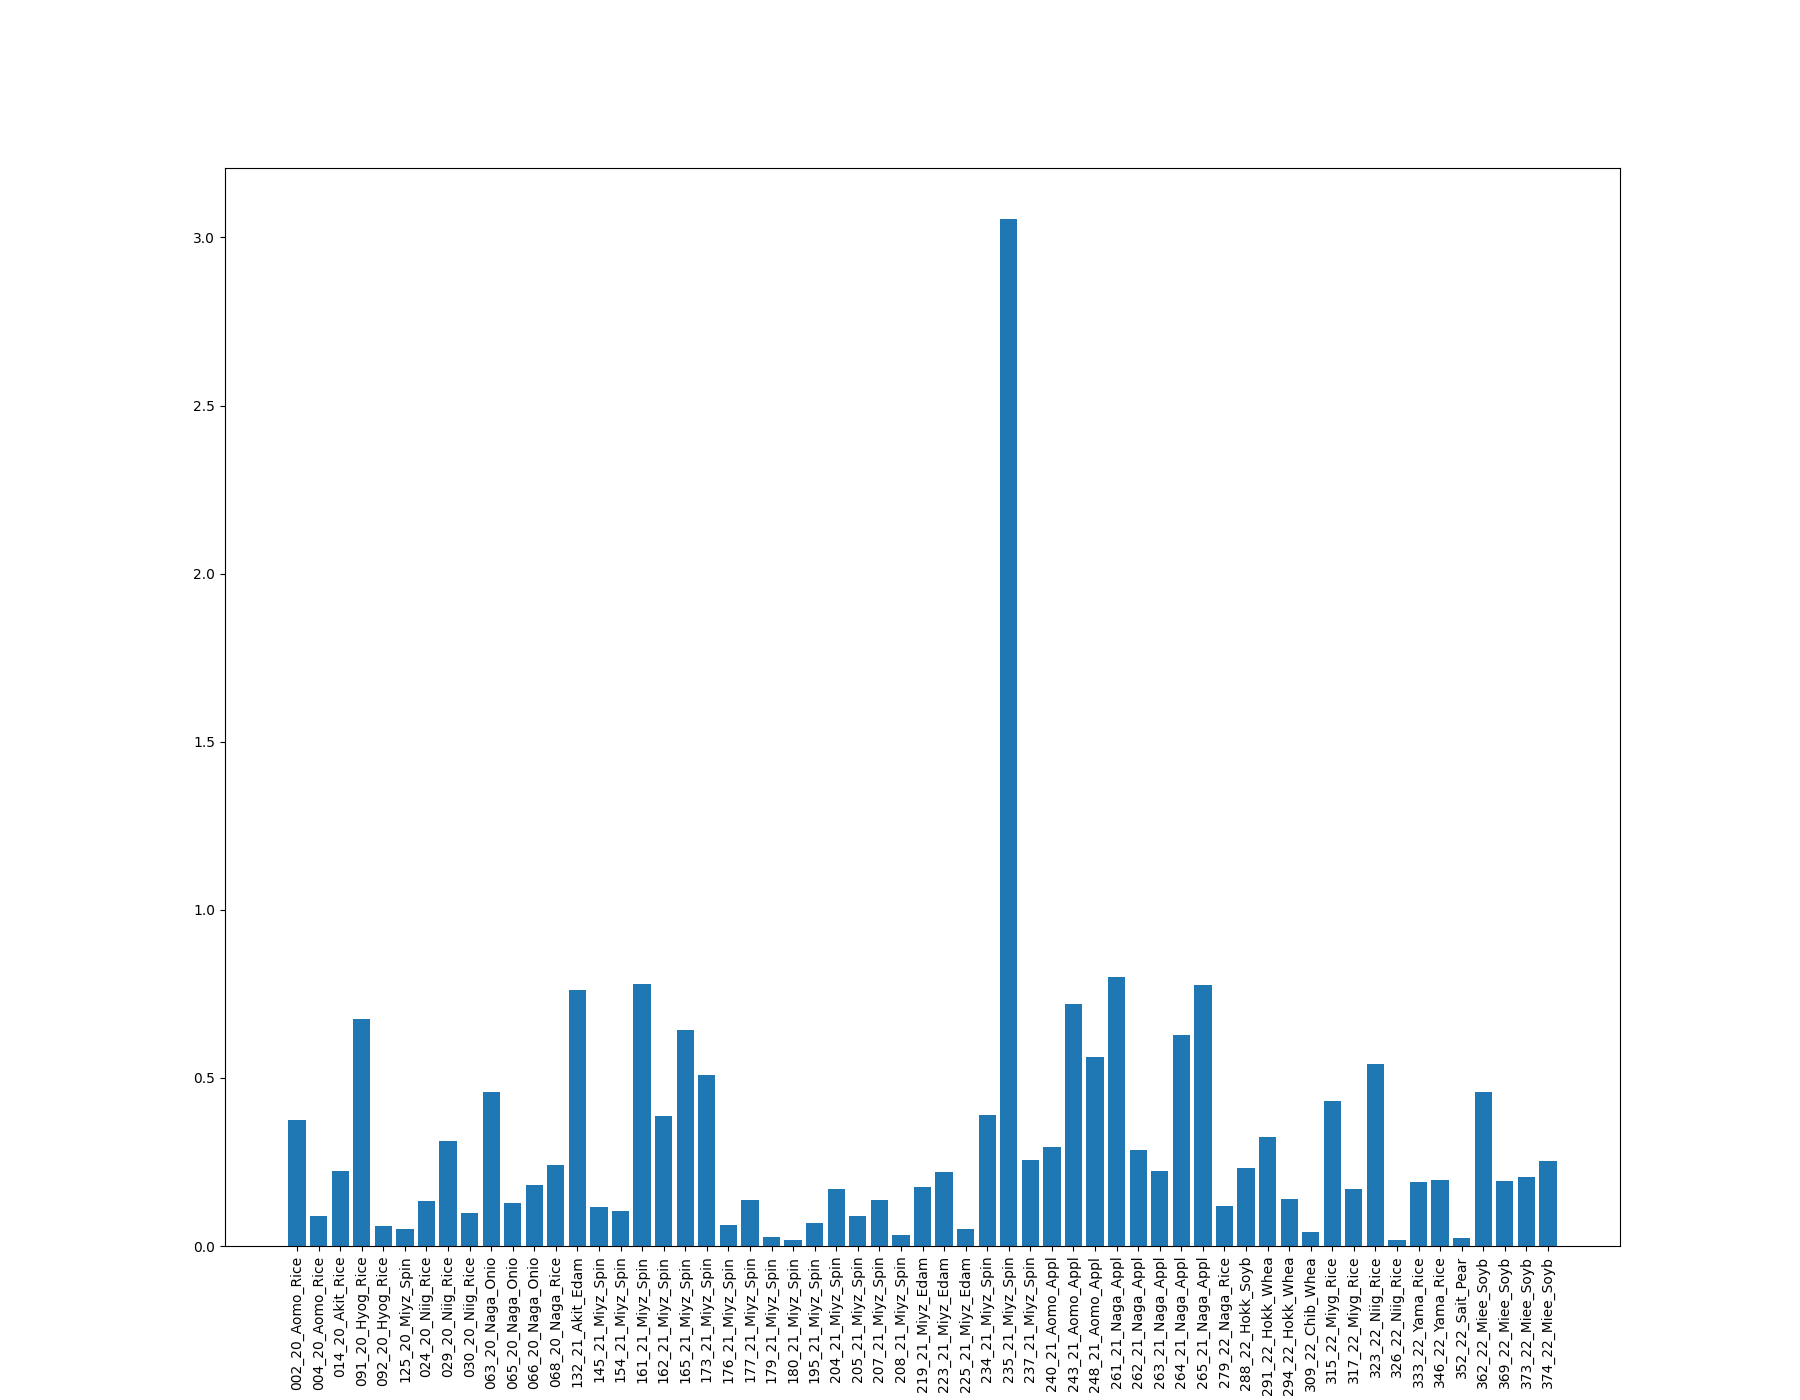 3.0
2.5
2.0
1.5
1.0
0.5
0.0
002_20_Aomo_Rice
004_20_Aomo_Rice
014_20_Akit_Rice
091_20_Hyog_Rice
092_20_Hyog_Rice
125_20_Miyz_Spin
024_20_Niig_Rice
029_20_Niig_Rice
030_20_Niig_Rice
063_20_Naga_Onio
065_20_Naga_Onio
066_20_Naga_Onio
068_20_Naga_Rice
132_21_Akit_Edam
145_21_Miyz_Spin
154_21_Miyz_Spin
161_21_Miyz_Spin
162_21_Miyz_Spin
165_21_Miyz_Spin
173_21_Miyz_Spin
176_21_Miyz_Spin
177_21_Miyz_Spin
179_21_Miyz_Spin
180_21_Miyz_Spin
195_21_Miyz_Spin
204_21_Miyz_Spin
205_21_Miyz_Spin
207_21_Miyz_Spin
208_21_Miyz_Spin
219_21_Miyz_Edam
223_21_Miyz_Edam
225_21_Miyz_Edam
234_21_Miyz_Spin
235_21_Miyz_Spin
237_21_Miyz_Spin
240_21_Aomo_Appl
243_21_Aomo_Appl
248_21_Aomo_Appl
261_21_Naga_Appl
262_21_Naga_Appl
263_21_Naga_Appl
264_21_Naga_Appl
265_21_Naga_Appl
279_22_Naga_Rice
288_22_Hokk_Soyb
291_22_Hokk_Whea
294_22_Hokk_Whea
309_22_Chib_Whea
315_22_Miyg_Rice
317_22_Miyg_Rice
323_22_Niig_Rice
326_22_Niig_Rice
333_22_Yama_Rice
346_22_Yama_Rice
352_22_Sait_Pear
362_22_Miee_Soyb
369_22_Miee_Soyb
373_22_Miee_Soyb
374_22_Miee_Soyb